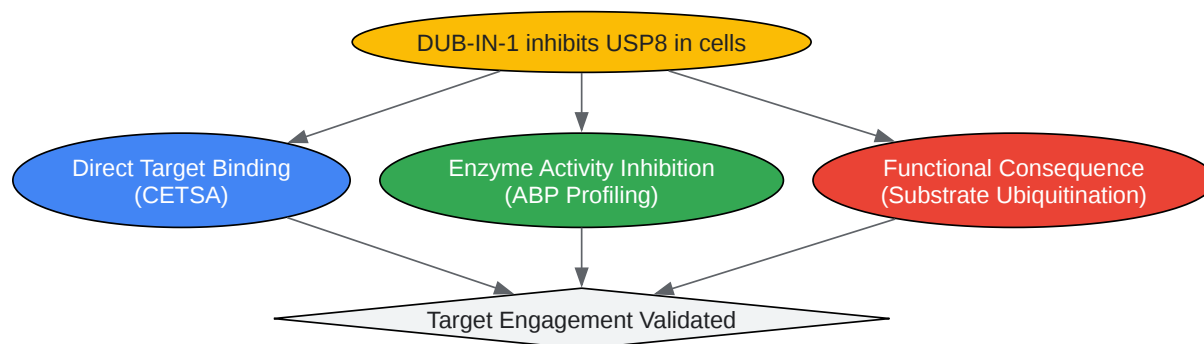 DUB-IN-1 inhibits USP8 in cells
Direct Target Binding
(CETSA)
Enzyme Activity Inhibition
(ABP Profiling)
Functional Consequence
(Substrate Ubiquitination)
Target Engagement Validated